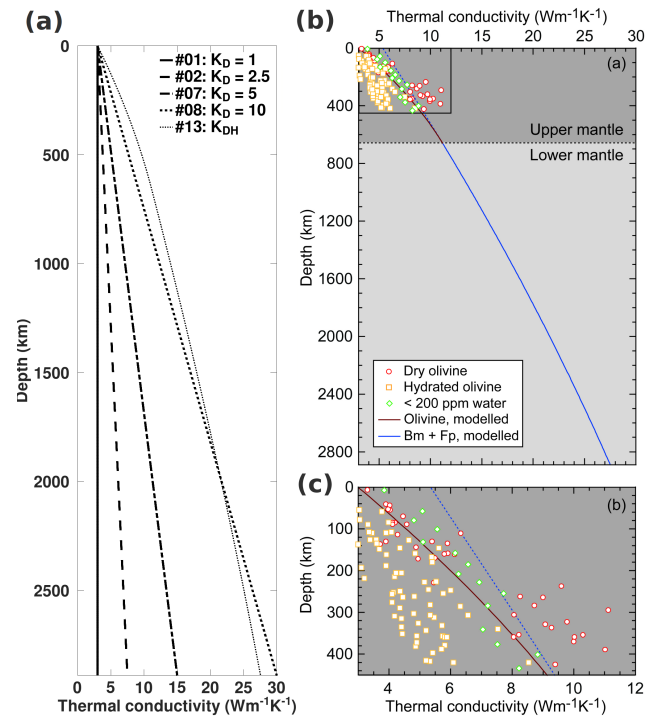 (a)
0
500
1000
1500
2000
2500
Depth (km)
#01: K_D = 1
#02: K_D = 2.5
#07: K_D = 5
#08: K_D = 10
#13: K_DH
0 5 10 15 20 25 30
Thermal conductivity (Wm⁻¹K⁻¹)
(b)
Thermal conductivity (Wm⁻¹K⁻¹)
5 10 15 20 25 30
0
400
800
1200
1600
2000
2400
2800
Depth (km)
(a)
Upper mantle
Lower mantle
Dry olivine
Hydrated olivine
< 200 ppm water
Olivine, modelled
Bm + Fp, modelled
(c)
0
100
200
300
400
Depth (km)
(b)
4 6 8 10 12
Thermal conductivity (Wm⁻¹K⁻¹)